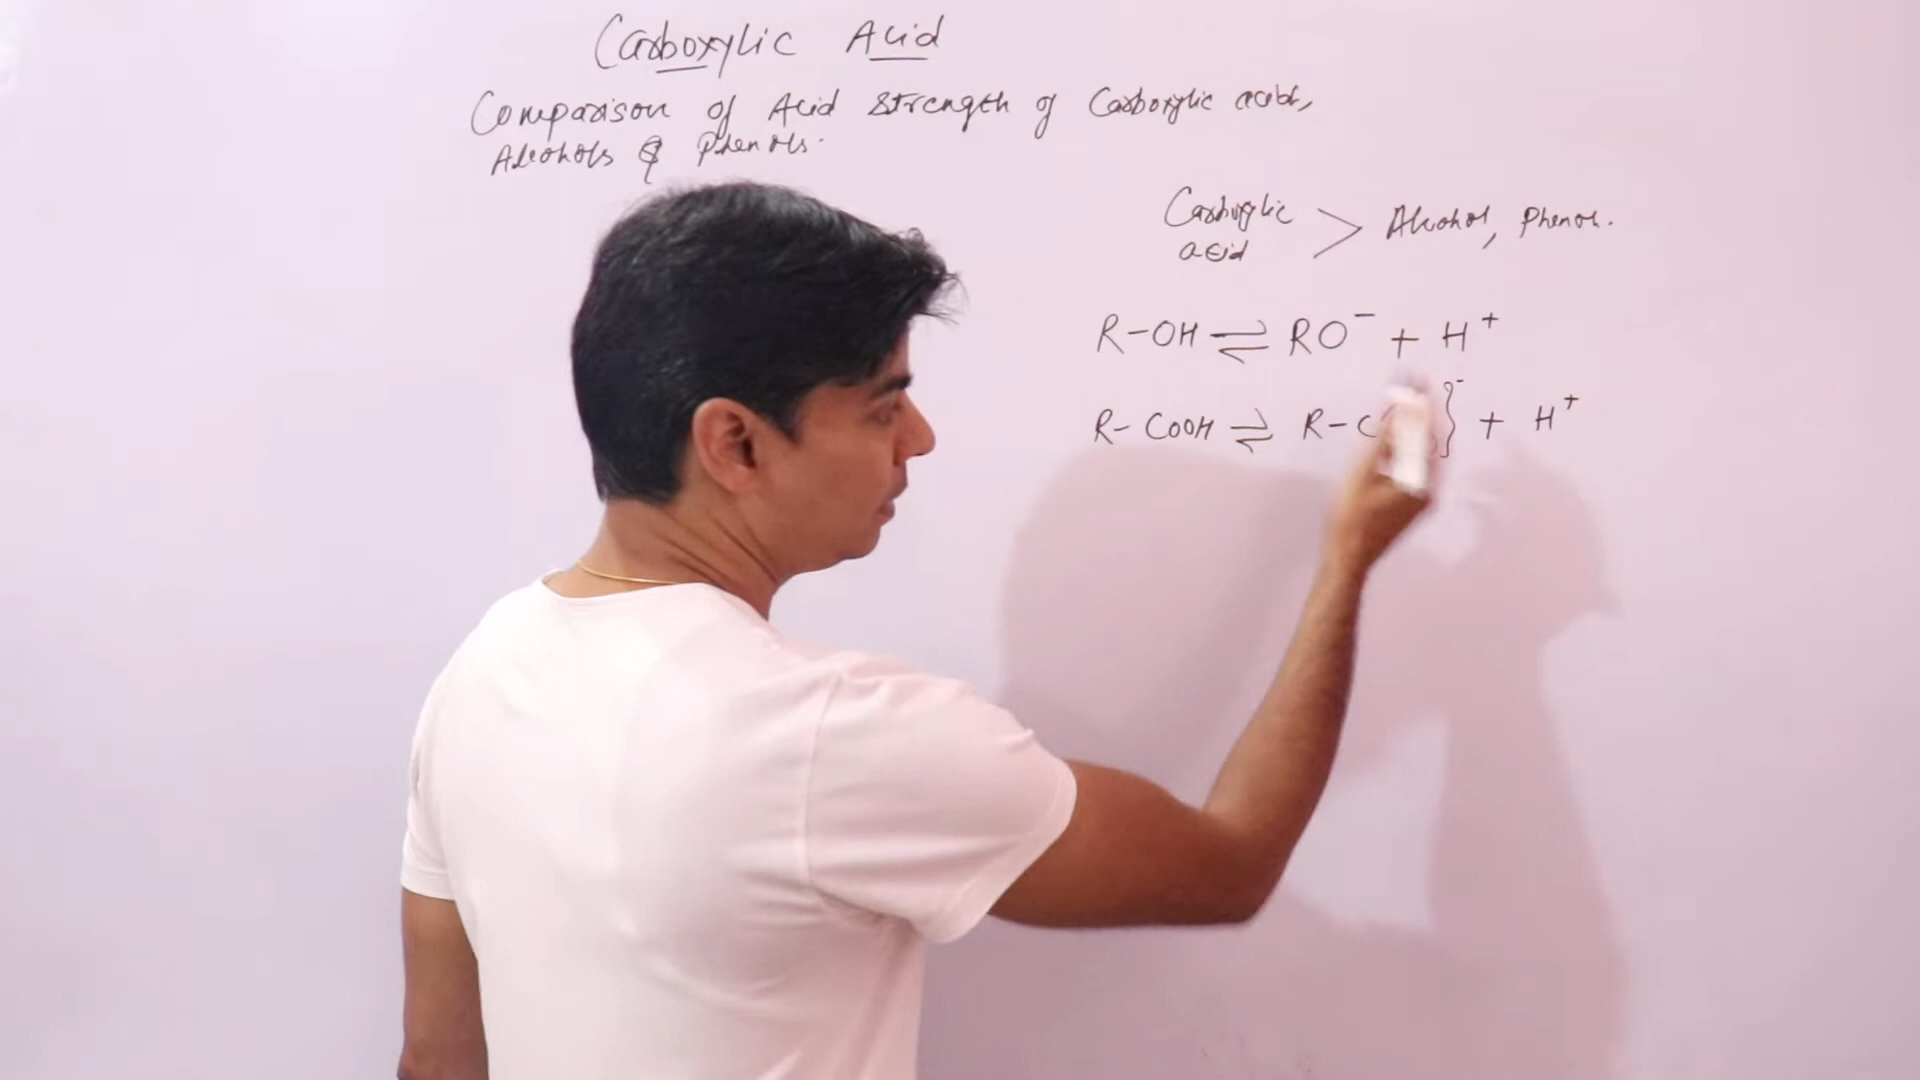 Carboxylic Acid
Comparison of Acid Strength of Carboxylic acids,
Alcohols & Phenols.
Carboxylic
acid > Alcohol, Phenol.
R-OH ⇌ RO⁻ + H⁺
R-COOH ⇌ R-C }⁻ + H⁺